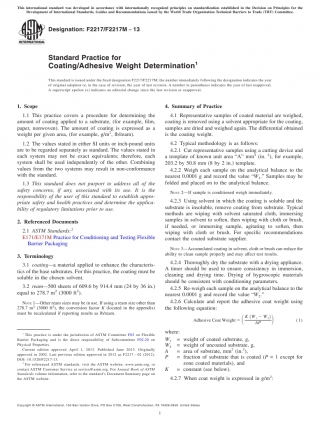 This international standard was developed in accordance with internationally recognized principles on standardization established in the Decision on Principles for the
Development of International Standards, Guides and Recommendations issued by the World Trade Organization Technical Barriers to Trade (TBT) Committee.
Designation: F2217/F2217M – 13
INTERNATIONAL
Standard Practice for
Coating/Adhesive Weight Determination1
This standard is issued under the fixed designation F2217/F2217M; the number immediately following the designation indicates the year
of original adoption or, in the case of revision, the year of last revision. A number in parentheses indicates the year of last reapproval.
A superscript epsilon (ε) indicates an editorial change since the last revision or reapproval.
1. Scope
1.1 This practice covers a procedure for determining the
amount of coating applied to a substrate (for example, film,
paper, nonwoven). The amount of coating is expressed as
weight per given area, (for example, g/m2, lb/ream).
1.2 The values stated in either SI units or inch-pound units
are to be regarded separately as standard. The values stated in
each system may not be exact equivalents; therefore, each
system shall be used independently of the other. Combining
values from the two systems may result in non-conformance
with the standard.
1.3 This standard does not purport to address all of the
safety concerns, if any, associated with its use. It is the
responsibility of the user of this standard to establish appro-
priate safety and health practices and determine the applica-
bility of regulatory limitations prior to use.
2. Referenced Documents
2.1 ASTM Standards:2
E171/E171M Practice for Conditioning and Testing Flexible
Barrier Packaging
3. Terminology
3.1 coating—a material applied to enhance the characteris-
tics of the base substrates. For this practice, the coating must be
soluble in the chosen solvent.
3.2 ream—500 sheets of 609.6 by 914.4 mm (24 by 36 in.)
equal to 278.7 m2 (3000 ft2).
NOTE 1—Other ream sizes may be in use. If using a ream size other than
278.7 m2 (3000 ft2), the conversion factor K (located in the appendix)
must be recalculated if reporting results as lb/ream
1 This practice is under the jurisdiction of ASTM Committee F02 on Flexible
Barrier Packaging and is the direct responsibility of Subcommittee F02.20 on
Physical Properties.
Current edition approved April 1, 2013. Published June 2013. Originally
approved in 2002. Last previous edition approved in 2012 as F2217 – 02 (2012).
DOI: 10.1520/F2217-13.
2 For referenced ASTM standards, visit the ASTM website, www.astm.org, or
contact ASTM Customer Service at service@astm.org. For Annual Book of ASTM
Standards volume information, refer to the standard's Document Summary page on
the ASTM website.
4. Summary of Practice
4.1 Representative samples of coated material are weighed,
coating is removed using a solvent appropriate for the coating,
samples are dried and weighed again. The differential obtained
is the coating weight.
4.2 Typical methodology is as follows:
4.2.1 Cut representative samples using a cutting device and
a template of known unit area “A” mm2 (in. 2), for example,
203.2 by 50.8 mm (8 by 2 in.) template.
4.2.2 Weigh each sample on the analytical balance to the
nearest 0.0001 g and record the value “W1.” Samples may be
folded and placed on to the analytical balance.
NOTE 2—If sample is conditioned weigh immediately.
4.2.3 Using solvent in which the coating is soluble and the
substrate is insoluble, remove coating from substrate. Typical
methods are wiping with solvent saturated cloth, immersing
samples in solvent to soften, then wiping with cloth or brush,
if needed, or immersing sample, agitating to soften, then
wiping with cloth or brush. For specific recommendations
contact the coated substrate supplier.
NOTE 3—Accumulated coating in solvent, cloth or brush can reduce the
ability to clean sample properly and may affect test results.
4.2.4 Thoroughly dry the substrate with a drying appliance.
A timer should be used to ensure consistency in immersion,
cleaning and drying time. Drying of hygroscopic materials
should be consistent with conditioning parameters.
4.2.5 Re-weigh each sample on the analytical balance to the
nearest 0.0001 g and record the value “W2.”
4.2.6 Calculate and report the adhesive coat weight using
the following equation:
Adhesive Coat Weight = ( K (W1 − W2) / AP ) (1)
where:
W1 = weight of coated substrate, g,
W2 = weight of uncoated substrate, g,
A = area of substrate, mm2 (in.2),
P = fraction of substrate that is coated (P = 1 except for
zone coated materials), and
K = constant (see below).
4.2.7 When coat weight is expressed in g/m2:
Copyright © ASTM International, 100 Barr Harbor Drive, PO Box C700, West Conshohocken, PA 19428-2959. United States
1